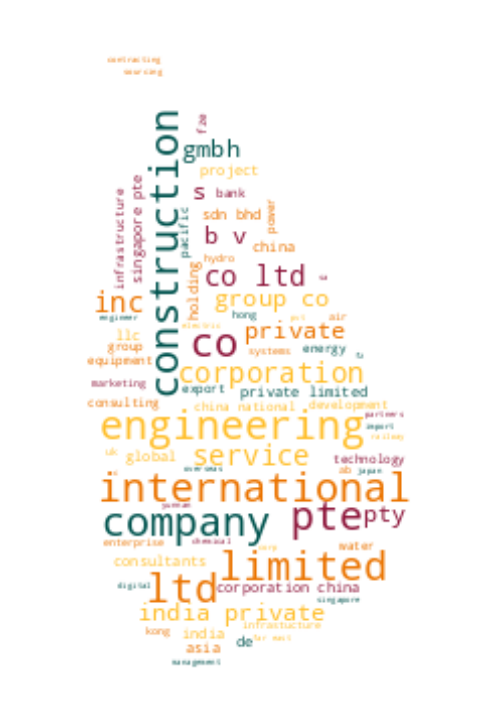 contracting
sourcing
construction
fze
gmbh
project
infrastructure
singapore pte
s
bank
pacific
sdn bhd
power
b v
china
hydro
holding
co ltd
inc
group co
engineer
hong
air
llc
electric
private
group
co
systems
energy
equipment
corporation
marketing
export
private limited
consulting
china national
development
partners
engineering
import
railway
uk
global
service
technology
overseas
ab
japan
international
yunnan
company
pte
pty
enterprise
chemical
corp
water
consultants
limited
digital
ltd
corporation china
singapore
india private
infrastucture
kong
india
de
far east
asia
management